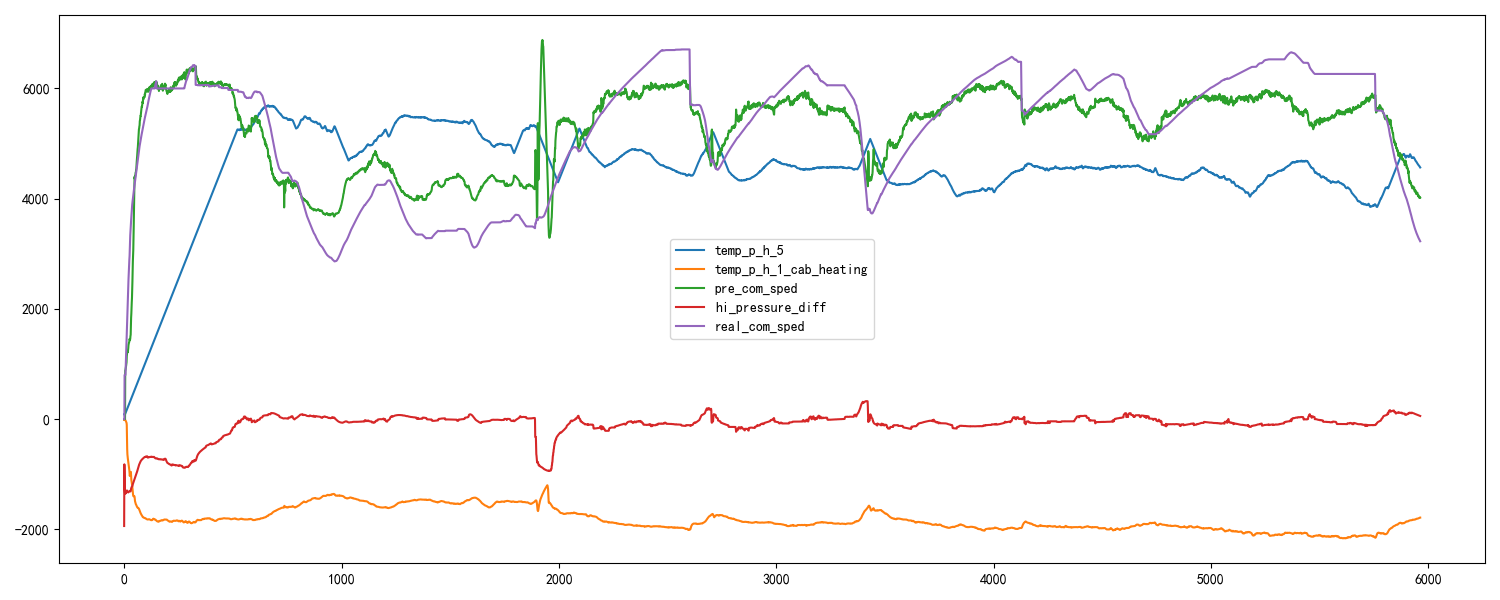 6000
4000
2000
0
−2000
temp_p_h_5
temp_p_h_1_cab_heating
pre_com_sped
hi_pressure_diff
real_com_sped
0 1000 2000 3000 4000 5000 6000